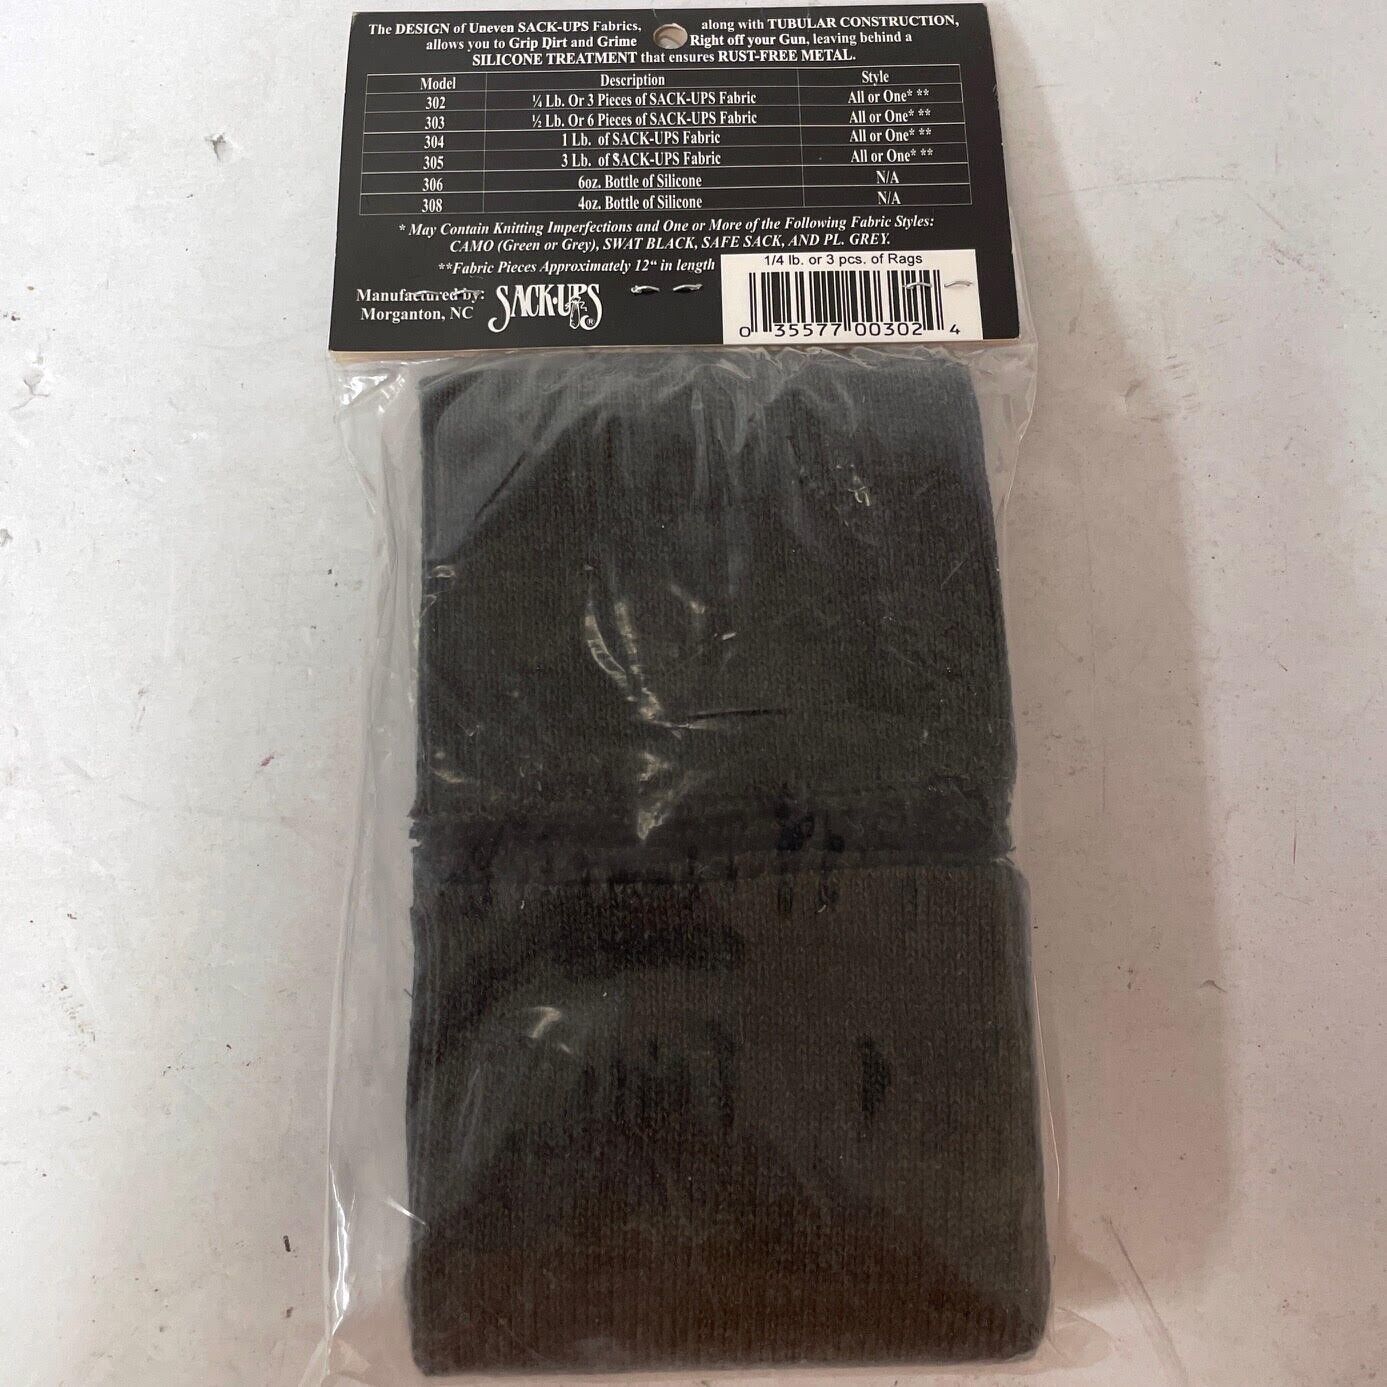 The DESIGN of Uneven SACK-UPS Fabrics, along with TUBULAR CONSTRUCTION,
allows you to Grip Dirt and Grime Right off your Gun, leaving behind a
SILICONE TREATMENT that ensures RUST-FREE METAL.
Model Description Style
302 ¼ Lb. Or 3 Pieces of SACK-UPS Fabric All or One* **
303 ½ Lb. Or 6 Pieces of SACK-UPS Fabric All or One* **
304 1 Lb. of SACK-UPS Fabric All or One* **
305 3 Lb. of SACK-UPS Fabric All or One* **
306 6oz. Bottle of Silicone N/A
308 4oz. Bottle of Silicone N/A
* May Contain Knitting Imperfections and One or More of the Following Fabric Styles:
CAMO (Green or Grey), SWAT BLACK, SAFE SACK, AND PL. GREY.
**Fabric Pieces Approximately 12“ in length
1/4 lb. or 3 pcs. of Rags
0 35577 00302 4
Manufactured by:
Morganton, NC
SACK-UPS®